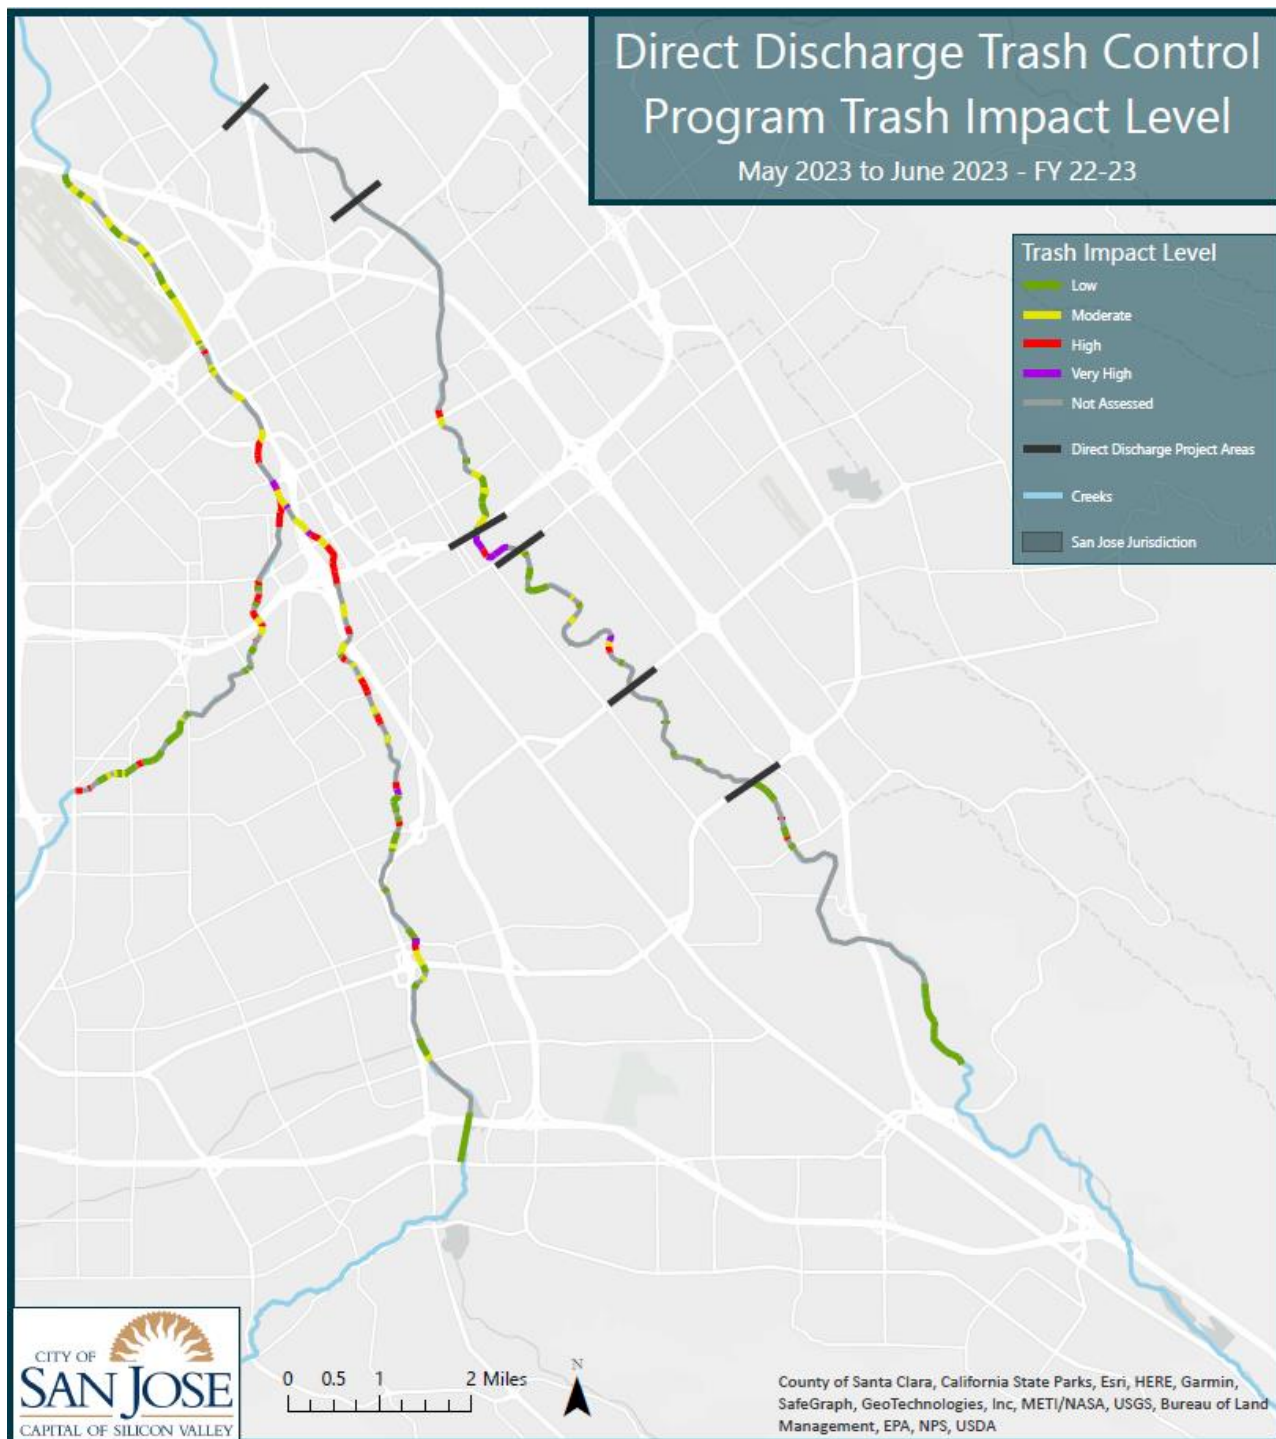 Direct Discharge Trash Control
Program Trash Impact Level
May 2023 to June 2023 - FY 22-23
Trash Impact Level
Low
Moderate
High
Very High
Not Assessed
Direct Discharge Project Areas
Creeks
San Jose Jurisdiction
CITY OF
SAN JOSE
CAPITAL OF SILICON VALLEY
0 0.5 1 2 Miles
N
County of Santa Clara, California State Parks, Esri, HERE, Garmin,
SafeGraph, GeoTechnologies, Inc, METI/NASA, USGS, Bureau of Land
Management, EPA, NPS, USDA